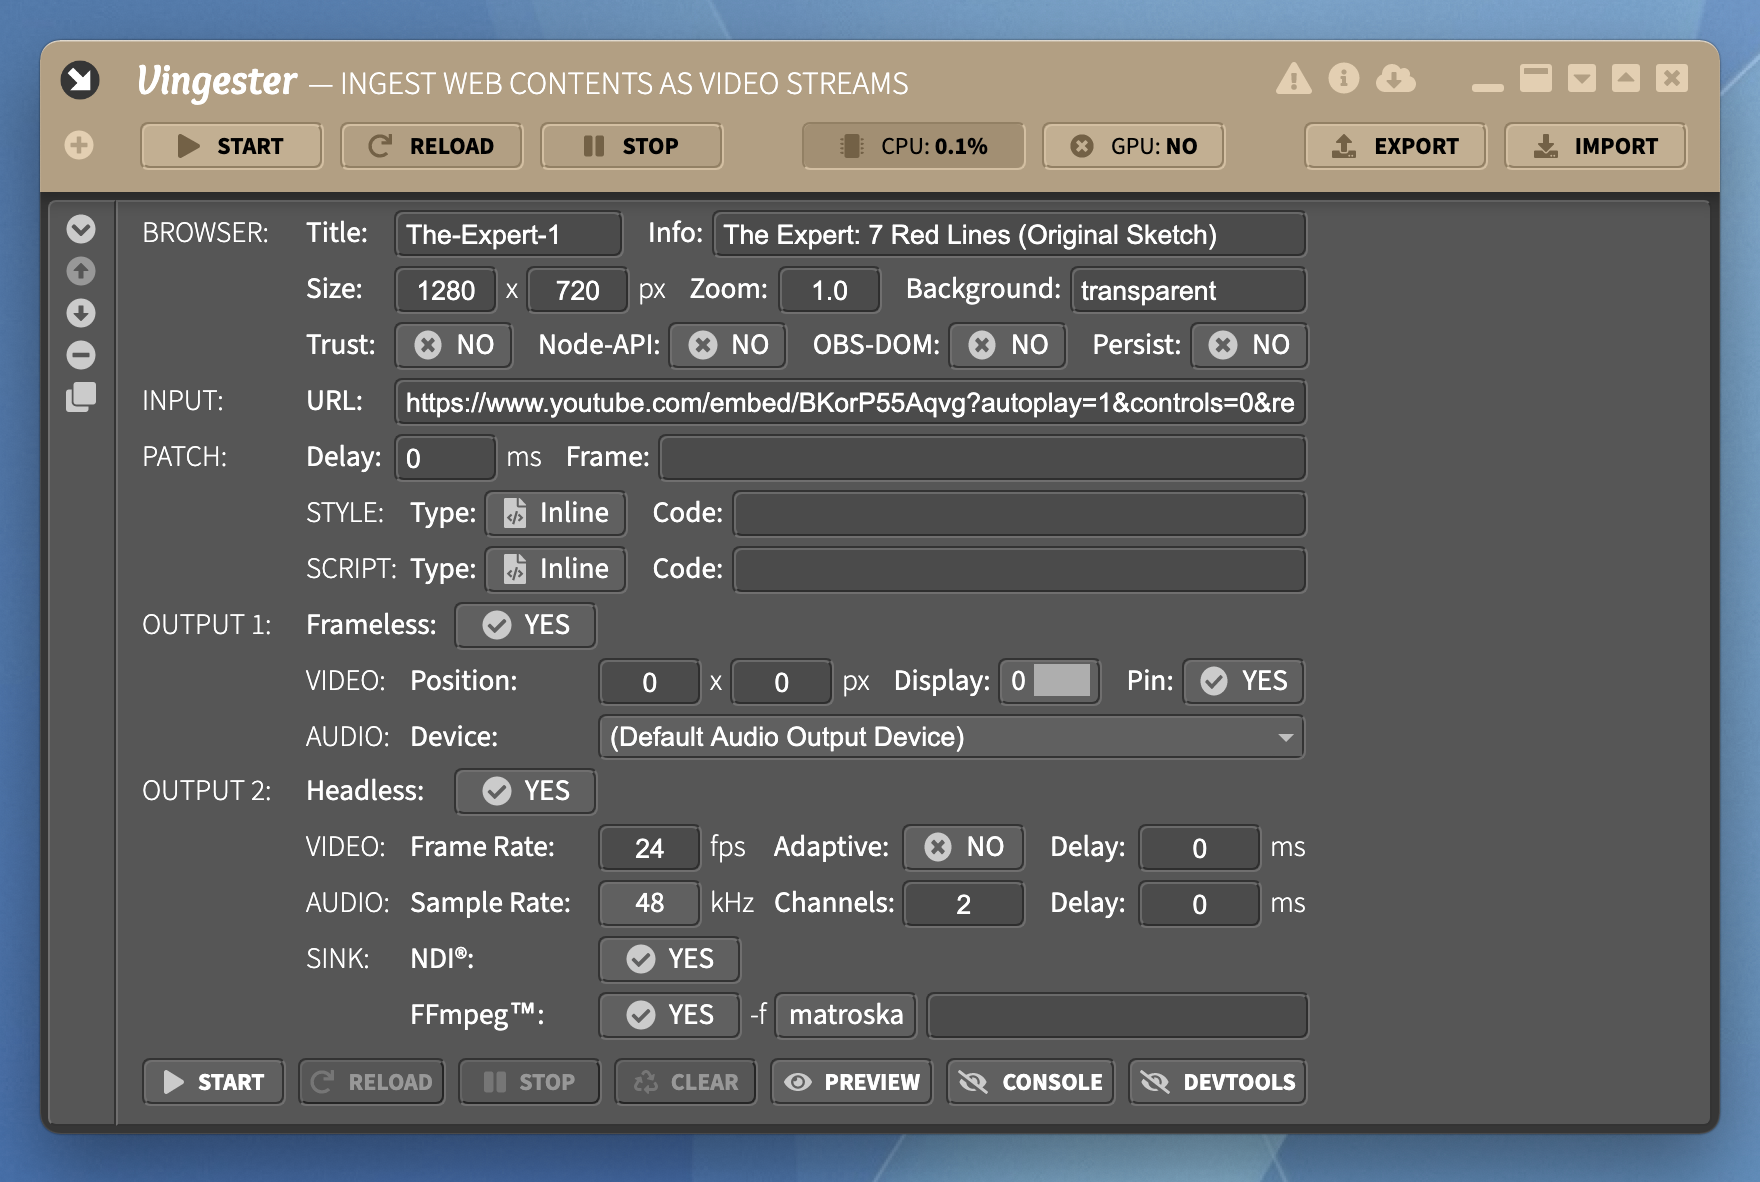 Vingester — INGEST WEB CONTENTS AS VIDEO STREAMS
START RELOAD STOP CPU: 0.1% GPU: NO EXPORT IMPORT
BROWSER: Title: The-Expert-1 Info: The Expert: 7 Red Lines (Original Sketch)
Size: 1280 x 720 px Zoom: 1.0 Background: transparent
Trust: NO Node-API: NO OBS-DOM: NO Persist: NO
INPUT: URL: https://www.youtube.com/embed/BKorP55Aqvg?autoplay=1&controls=0&re
PATCH: Delay: 0 ms Frame:
STYLE: Type: Inline Code:
SCRIPT: Type: Inline Code:
OUTPUT 1: Frameless: YES
VIDEO: Position: 0 x 0 px Display: 0 Pin: YES
AUDIO: Device: (Default Audio Output Device)
OUTPUT 2: Headless: YES
VIDEO: Frame Rate: 24 fps Adaptive: NO Delay: 0 ms
AUDIO: Sample Rate: 48 kHz Channels: 2 Delay: 0 ms
SINK: NDI®: YES
FFmpeg™: YES -f matroska
START RELOAD STOP CLEAR PREVIEW CONSOLE DEVTOOLS